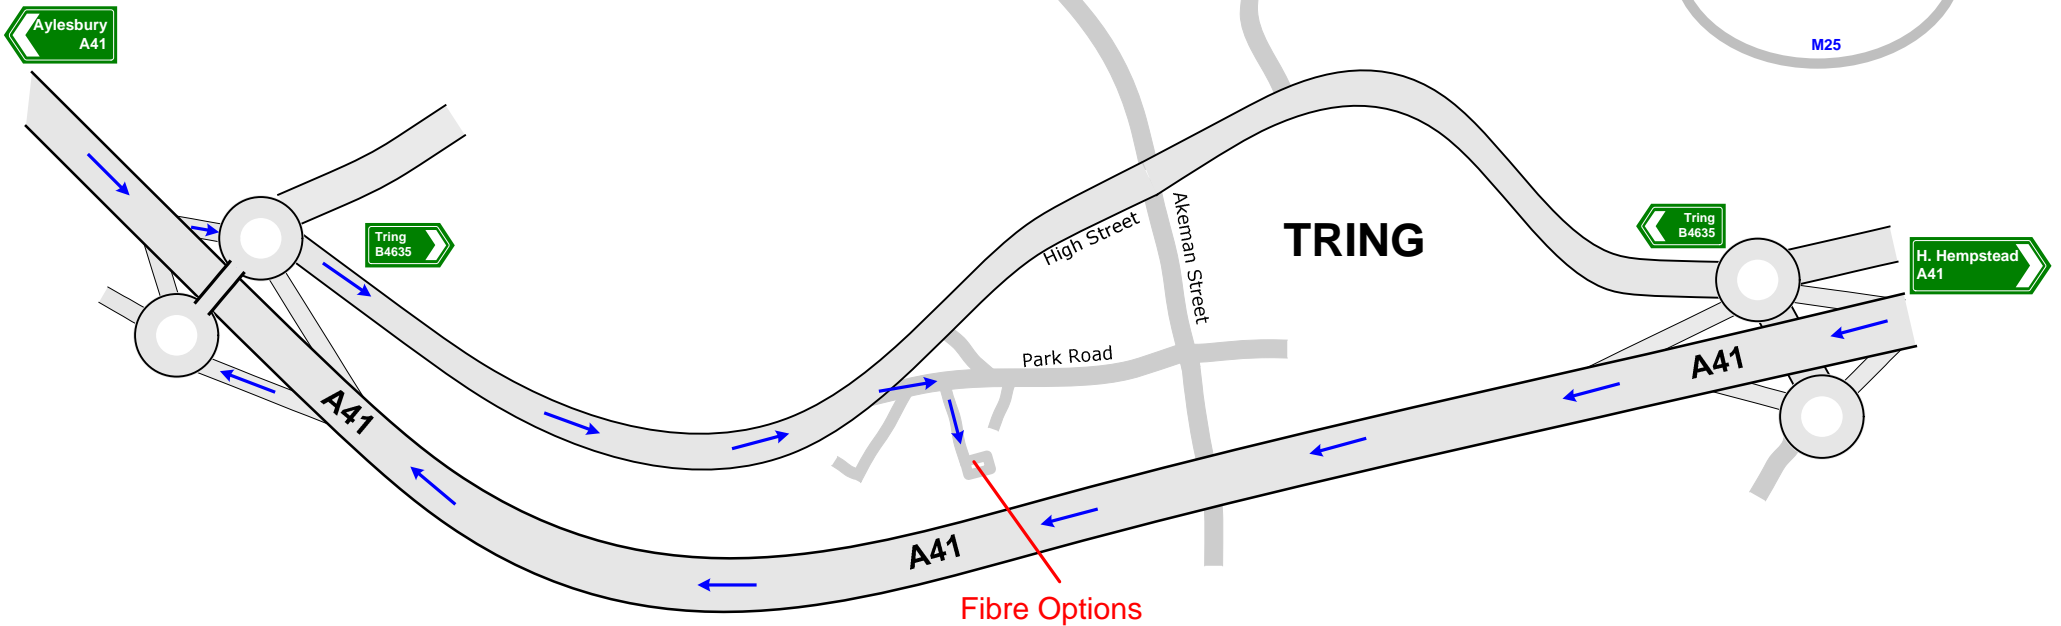 Aylesbury
A41
M25
Tring
B4635
High Street
Akeman Street
TRING
Tring
B4635
H. Hempstead
A41
Park Road
A41
A41
A41
Fibre Options